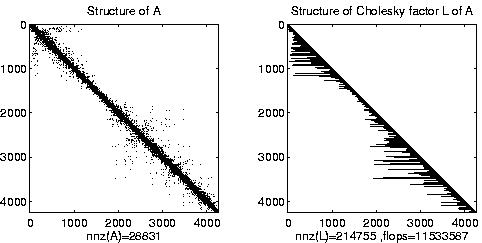 Structure of A
0
1000
2000
3000
4000
0 1000 2000 3000 4000
nnz(A)=28831
Structure of Cholesky factor L of A
0
1000
2000
3000
4000
0 1000 2000 3000 4000
nnz(L)=214755 ,flops=11533587